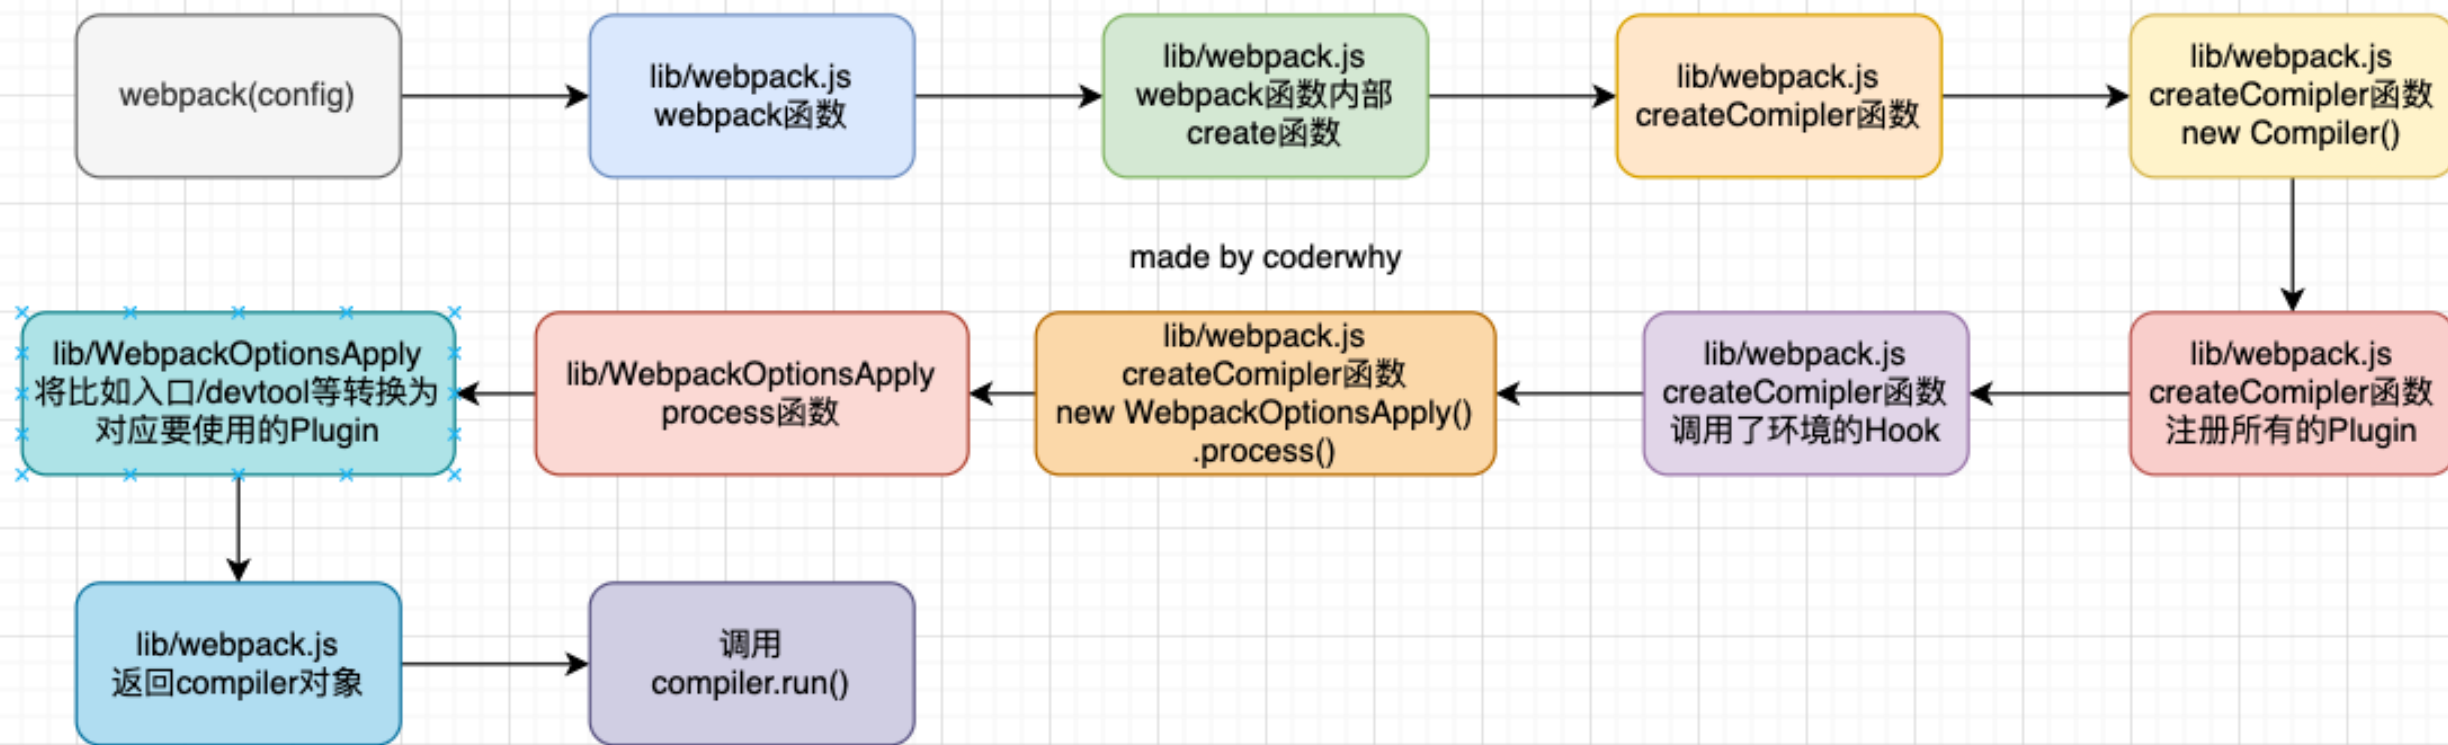 webpack(config)
lib/webpack.js
webpack函数
lib/webpack.js
webpack函数内部
create函数
lib/webpack.js
createComipler函数
lib/webpack.js
createComipler函数
new Compiler()
made by coderwhy
lib/webpack.js
createComipler函数
注册所有的Plugin
lib/webpack.js
createComipler函数
调用了环境的Hook
lib/webpack.js
createComipler函数
new WebpackOptionsApply()
.process()
lib/WebpackOptionsApply
process函数
lib/WebpackOptionsApply
将比如入口/devtool等转换为
对应要使用的Plugin
lib/webpack.js
返回compiler对象
调用
compiler.run()